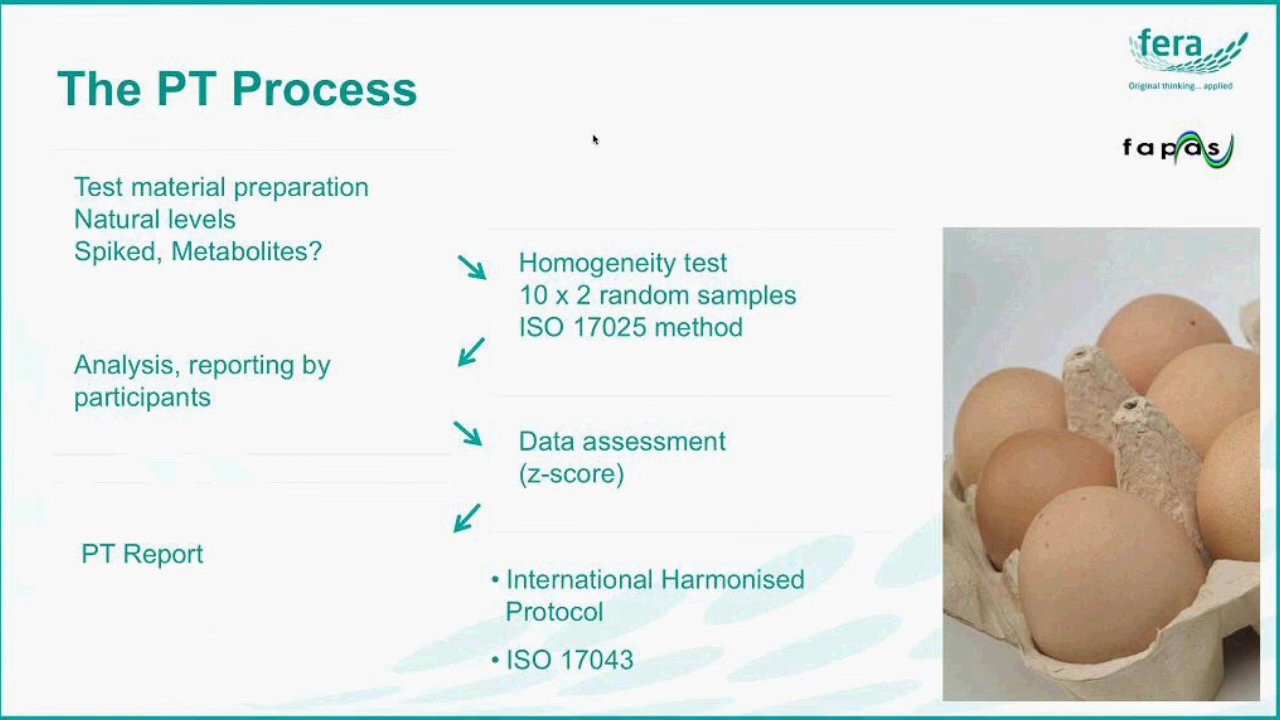 The PT Process
fera
Original thinking... applied
fapas
Test material preparation
Natural levels
Spiked, Metabolites?
Homogeneity test
10 x 2 random samples
ISO 17025 method
Analysis, reporting by
participants
Data assessment
(z-score)
PT Report
• International Harmonised
Protocol
• ISO 17043